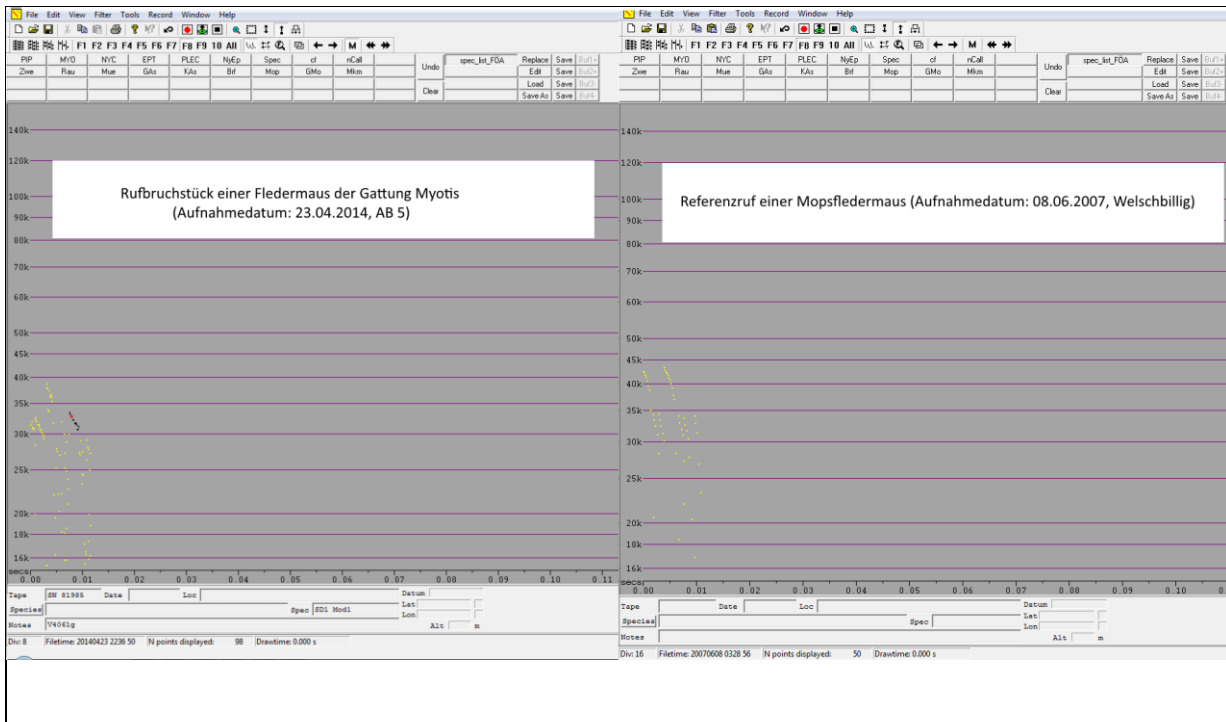 File Edit View Filter Tools Record Window Help
F1 F2 F3 F4 F5 F6 F7 F8 F9 10 All M
PIP MYO NYC EPT PLEC NyEp Spec cf nCall Undo spec_list_FOA Replace Save Buf1+
Zwe Rau Mue GAs KAs Brf Mop GMo Mkm Edit Save Buf2+
Clear Load Save Buf3-
Save As Save Buf4-
140k
120k
Rufbruchstück einer Fledermaus der Gattung Myotis
(Aufnahmedatum: 23.04.2014, AB 5)
100k
90k
80k
70k
60k
50k
45k
40k
35k
30k
25k
20k
18k
16k
secs
0.00 0.01 0.02 0.03 0.04 0.05 0.06 0.07 0.08 0.09 0.10 0.11
Tape SN 81985 Date Loc Datum
Species Spec SD1 Mod1 Lat
Lon
Notes V4061g Alt m
Div: 8 Filetime: 20140423 2236 50 N points displayed: 98 Drawtime: 0.000 s
File Edit View Filter Tools Record Window Help
F1 F2 F3 F4 F5 F6 F7 F8 F9 10 All M
PIP MYO NYC EPT PLEC NyEp Spec cf nCall Undo spec_list_FOA Replace Save Buf1+
Zwe Rau Mue GAs KAs Brf Mop GMo Mkm Edit Save Buf2+
Clear Load Save Buf3-
Save As Save Buf4-
140k
120k
Referenzruf einer Mopsfledermaus (Aufnahmedatum: 08.06.2007, Welschbillig)
100k
90k
80k
70k
60k
50k
45k
40k
35k
30k
25k
20k
18k
16k
secs
0.00 0.01 0.02 0.03 0.04 0.05 0.06 0.07 0.08 0.09 0.10
Tape Date Loc Datum
Species Spec Lat
Lon
Notes Alt m
Div: 16 Filetime: 20070608 0328 56 N points displayed: 50 Drawtime: 0.000 s